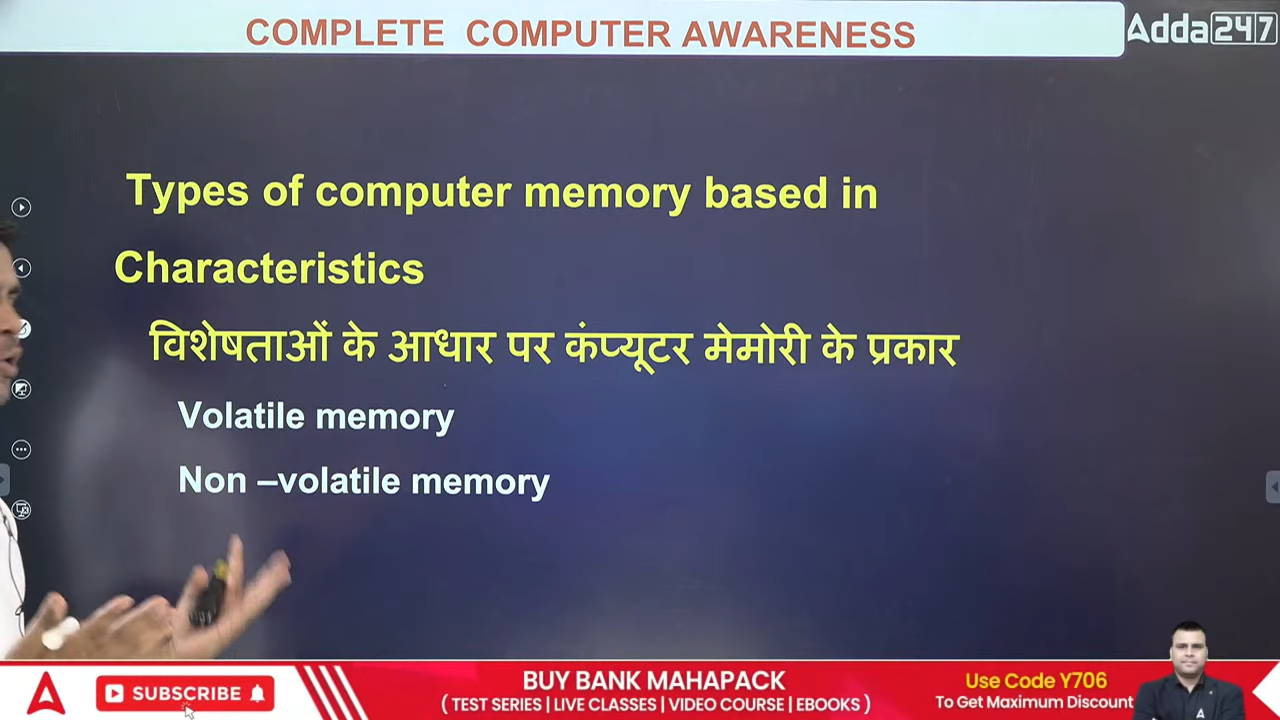 COMPLETE COMPUTER AWARENESS
Adda247
Types of computer memory based in
Characteristics
विशेषताओं के आधार पर कंप्यूटर मेमोरी के प्रकार
Volatile memory
Non –volatile memory
SUBSCRIBE
BUY BANK MAHAPACK
( TEST SERIES | LIVE CLASSES | VIDEO COURSE | EBOOKS )
Use Code Y706
To Get Maximum Discount